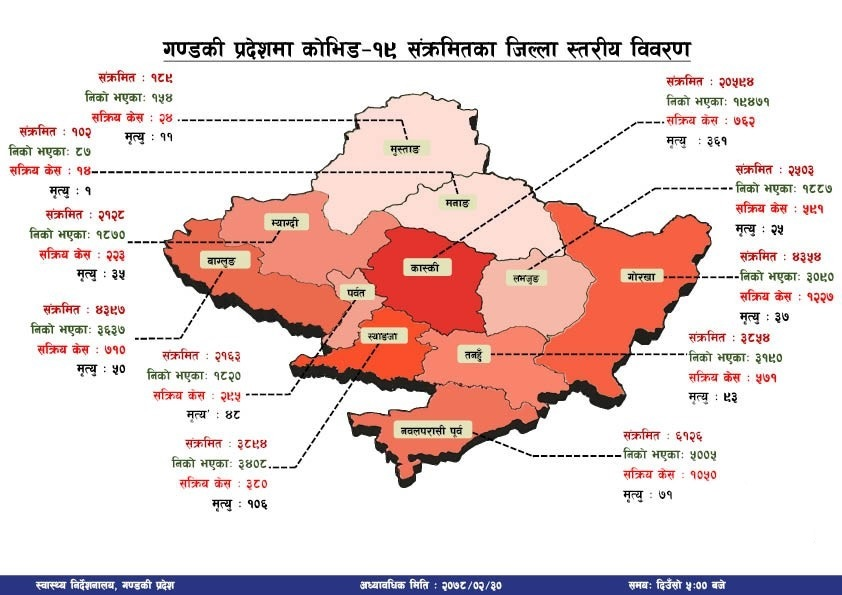 गण्डकी प्रदेशमा कोभिड-१९ संक्रमितका जिल्ला स्तरीय विवरण
संक्रमित : १८९
निको भएका: १५४
सक्रिय केस : २४
मृत्यु : ११
संक्रमित : १०२
निको भएका: ८७
सक्रिय केस : १४
मृत्यु : १
संक्रमित : २१२८
निको भएका: १८७०
सक्रिय केस : २२३
मृत्यु : ३५
संक्रमित : ४३९७
निको भएका: ३६३७
सक्रिय केस : ७१०
मृत्यु : ५०
संक्रमित : २१६३
निको भएका: १८२०
सक्रिय केस : २९५
मृत्य' : ४८
संक्रमित : ३८९४
निको भएका: ३४०८
सक्रिय केस : ३८०
मृत्यु : १०६
संक्रमित : २०५९४
निको भएका: १९४७१
सक्रिय केस : ७६२
मृत्यु : ३६१
संक्रमित : २५०३
निको भएका: १८८७
सक्रिय केस : ५९१
मृत्यु : २५
संक्रमित : ४३५४
निको भएका: ३०९०
सक्रिय केस : १२२७
मृत्यु : ३७
संक्रमित : ३८५४
निको भएका: ३१९०
सक्रिय केस : ५७१
मृत्यु : ९३
संक्रमित : ६१२६
निको भएका: ५००५
सक्रिय केस : १०५०
मृत्यु : ७१
मुस्ताङ
मनाङ
म्याग्दी
बाग्लुङ
कास्की
लमजुङ
गोरखा
पर्वत
स्याङजा
तनहुँ
नवलपरासी पूर्व
स्वास्थ्य निर्देशनालय, गण्डकी प्रदेश
अध्यावधिक मिति : २०७८/०२/३०
समय: दिउँसो ५:०० बजे